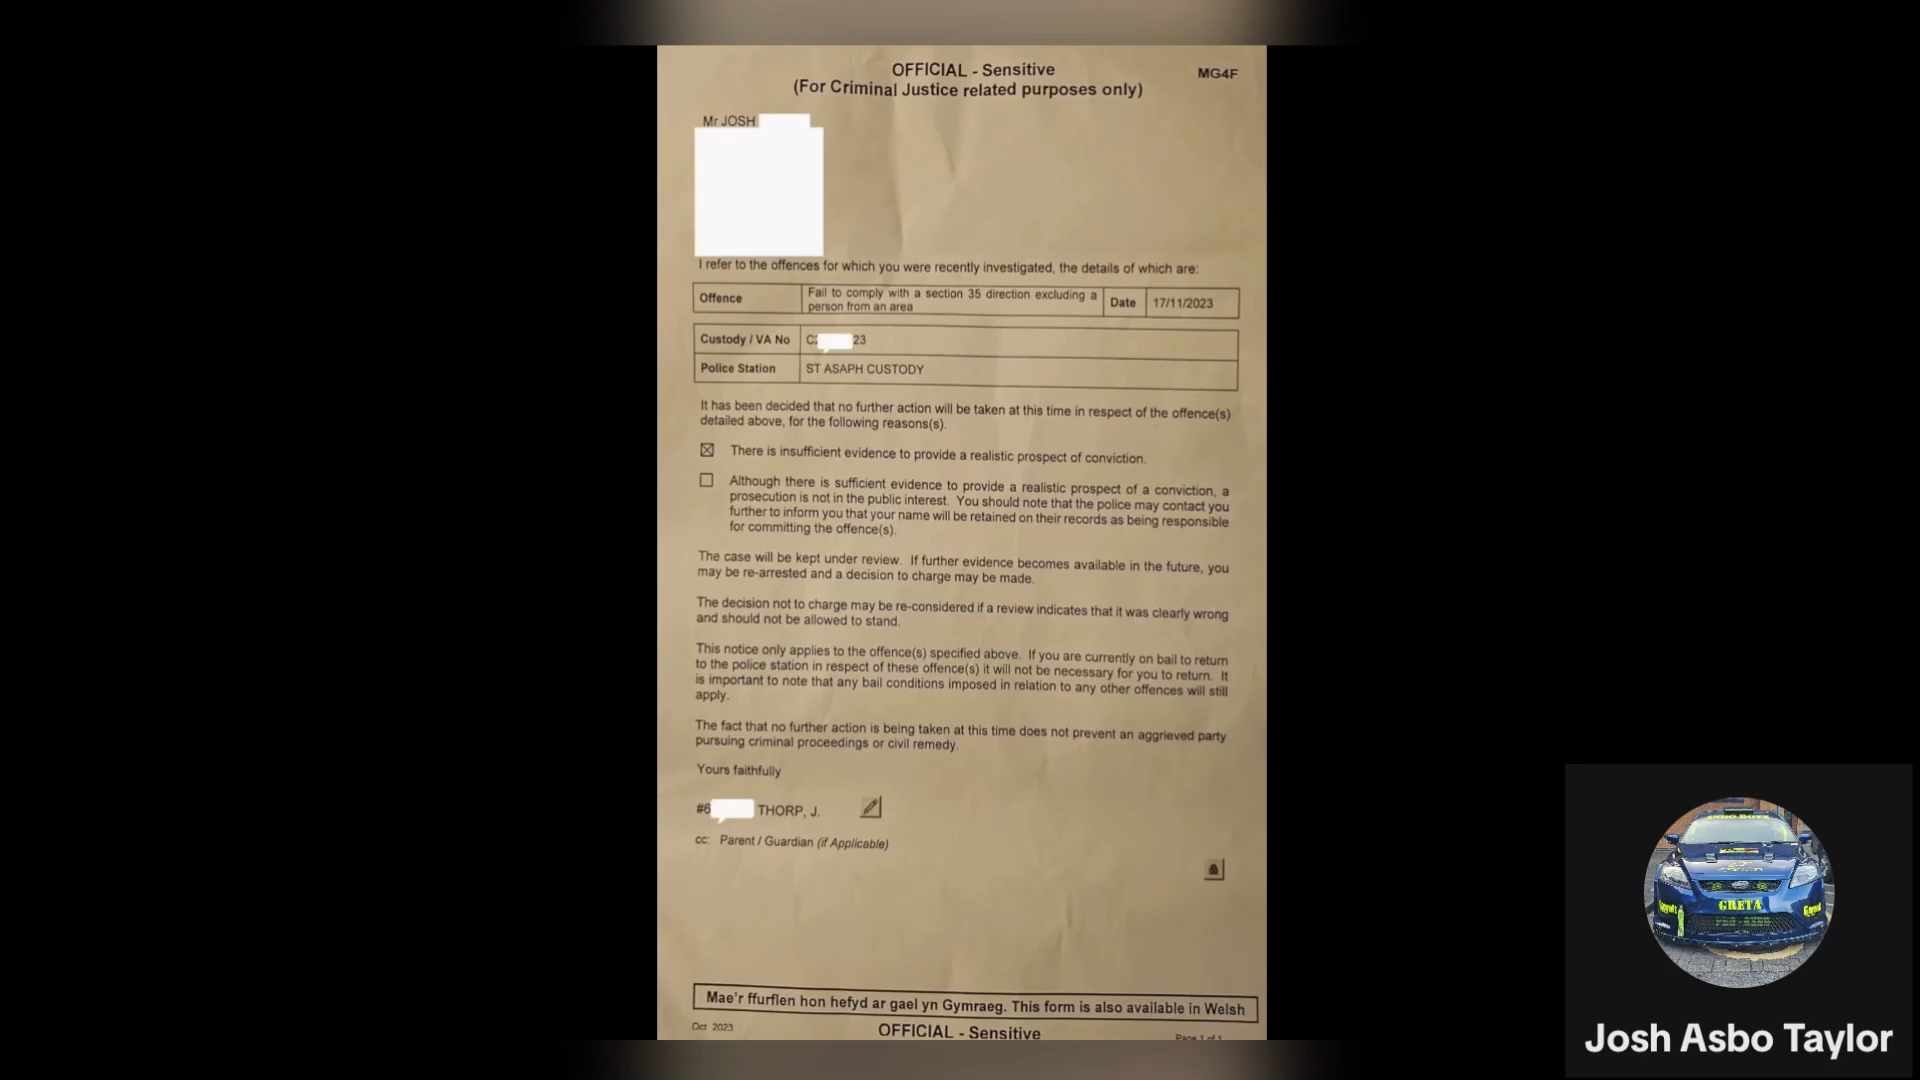 OFFICIAL - Sensitive
MG4F
(For Criminal Justice related purposes only)
Mr JOSH
I refer to the offences for which you were recently investigated, the details of which are:
Offence
Fail to comply with a section 35 direction excluding a
person from an area
Date
17/11/2023
Custody / VA No
C 23
Police Station
ST ASAPH CUSTODY
It has been decided that no further action will be taken at this time in respect of the offence(s)
detailed above, for the following reasons(s).
There is insufficient evidence to provide a realistic prospect of conviction.
Although there is sufficient evidence to provide a realistic prospect of a conviction, a
prosecution is not in the public interest. You should note that the police may contact you
further to inform you that your name will be retained on their records as being responsible
for committing the offence(s).
The case will be kept under review. If further evidence becomes available in the future, you
may be re-arrested and a decision to charge may be made.
The decision not to charge may be re-considered if a review indicates that it was clearly wrong
and should not be allowed to stand.
This notice only applies to the offence(s) specified above. If you are currently on bail to return
to the police station in respect of these offence(s) it will not be necessary for you to return. It
is important to note that any bail conditions imposed in relation to any other offences will still
apply.
The fact that no further action is being taken at this time does not prevent an aggrieved party
pursuing criminal proceedings or civil remedy.
Yours faithfully
#6 THORP, J.
cc: Parent / Guardian (if Applicable)
Mae'r ffurflen hon hefyd ar gael yn Gymraeg. This form is also available in Welsh
Oct 2023
OFFICIAL - Sensitive
Page 1 of 1
GRETA
Josh Asbo Taylor